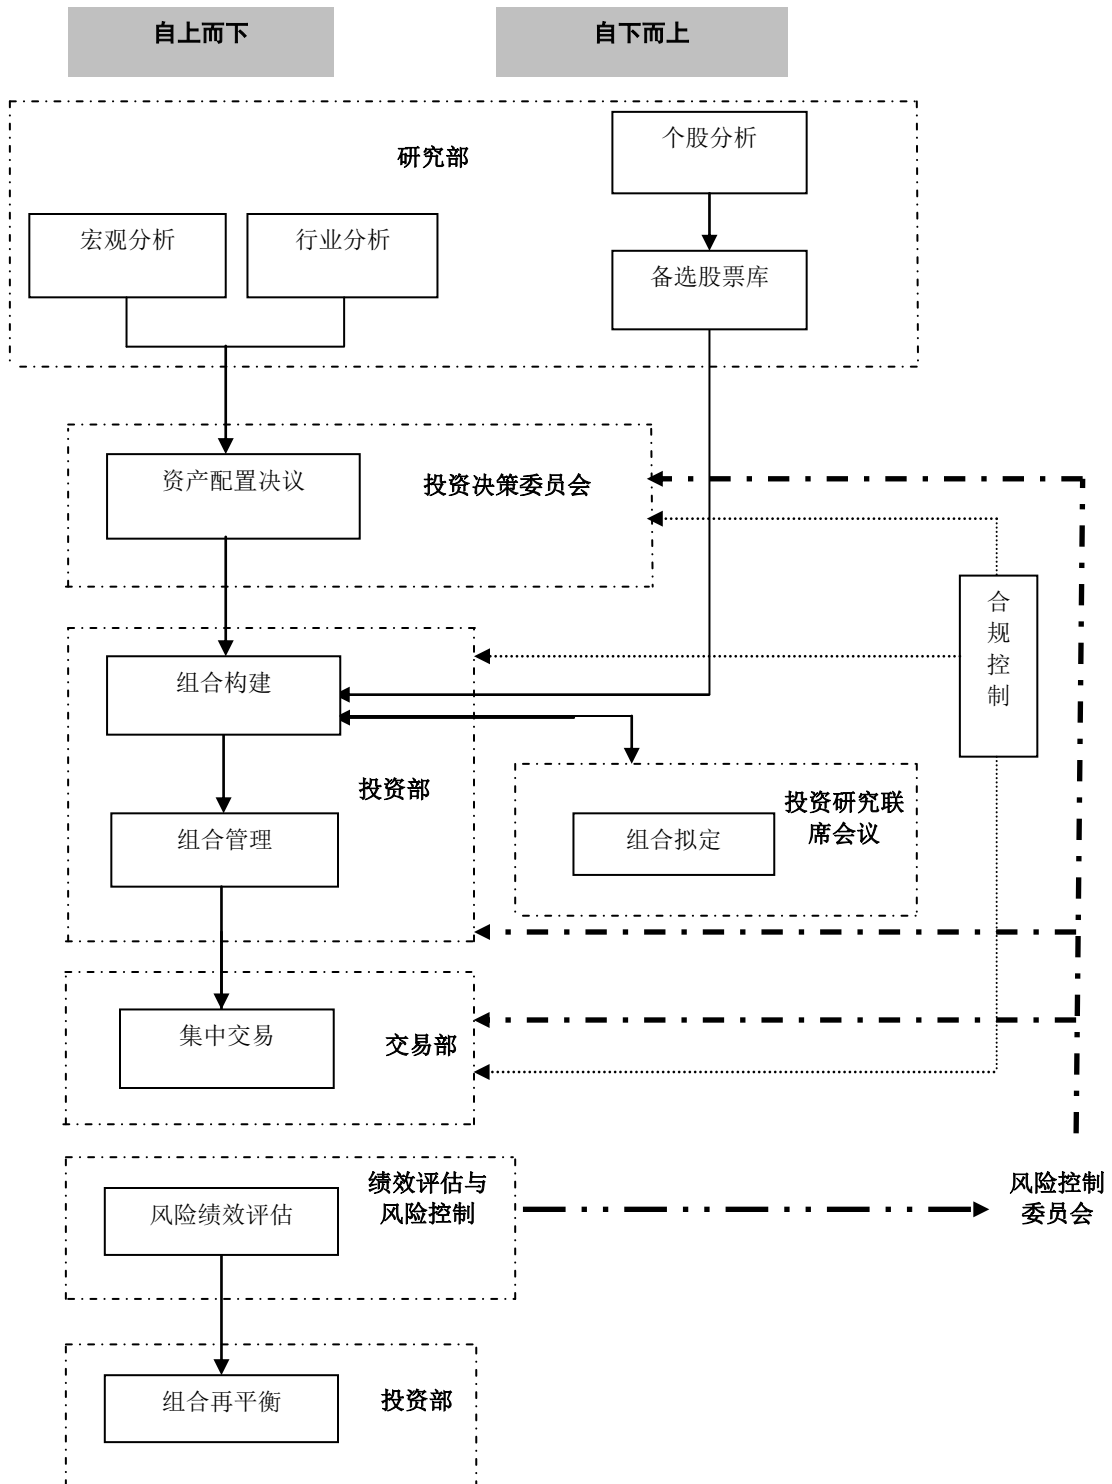 自上而下
自下而上
研究部
个股分析
宏观分析
行业分析
备选股票库
资产配置决议
投资决策委员会
合
规
控
制
组合构建
投资部
投资研究联
席会议
组合管理
组合拟定
集中交易
交易部
绩效评估与
风险控制
风险绩效评估
风险控制
委员会
组合再平衡
投资部